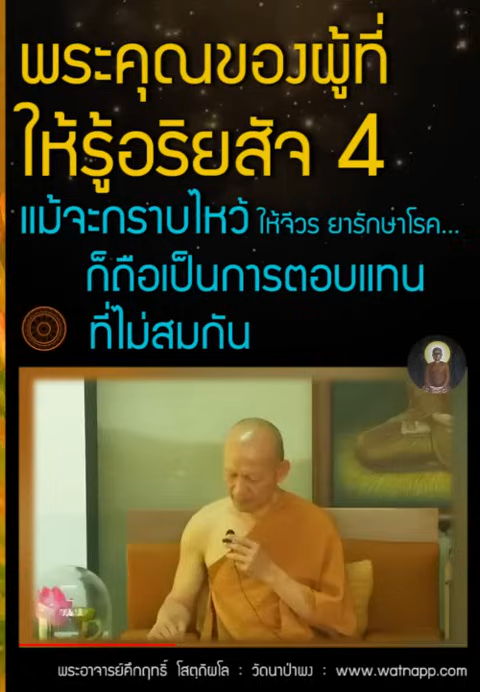 พระคุณของผู้ที่
ให้รู้อริยสัจ 4
แม้จะกราบไหว้ ให้จีวร ยารักษาโรค...
ก็ถือเป็นการตอบแทน
ที่ไม่สมกัน
พระอาจารย์คึกฤทธิ์ โสตฺถิผโล : วัดนาป่าพง : www.watnapp.com